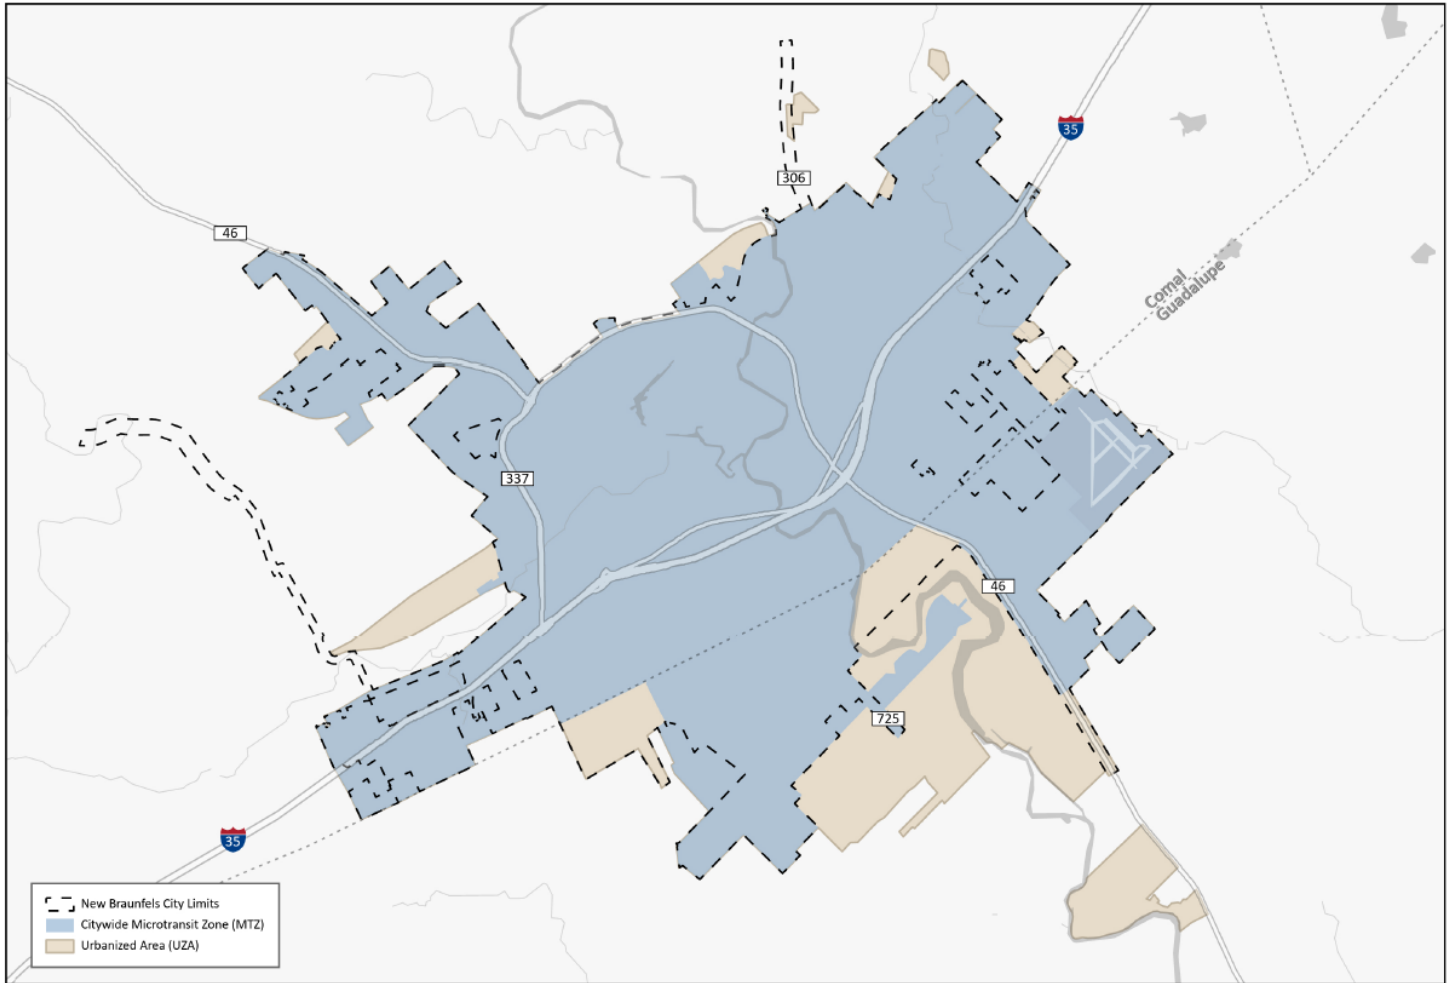 35
306
46
Comal
Guadalupe
337
46
725
35
New Braunfels City Limits
Citywide Microtransit Zone (MTZ)
Urbanized Area (UZA)